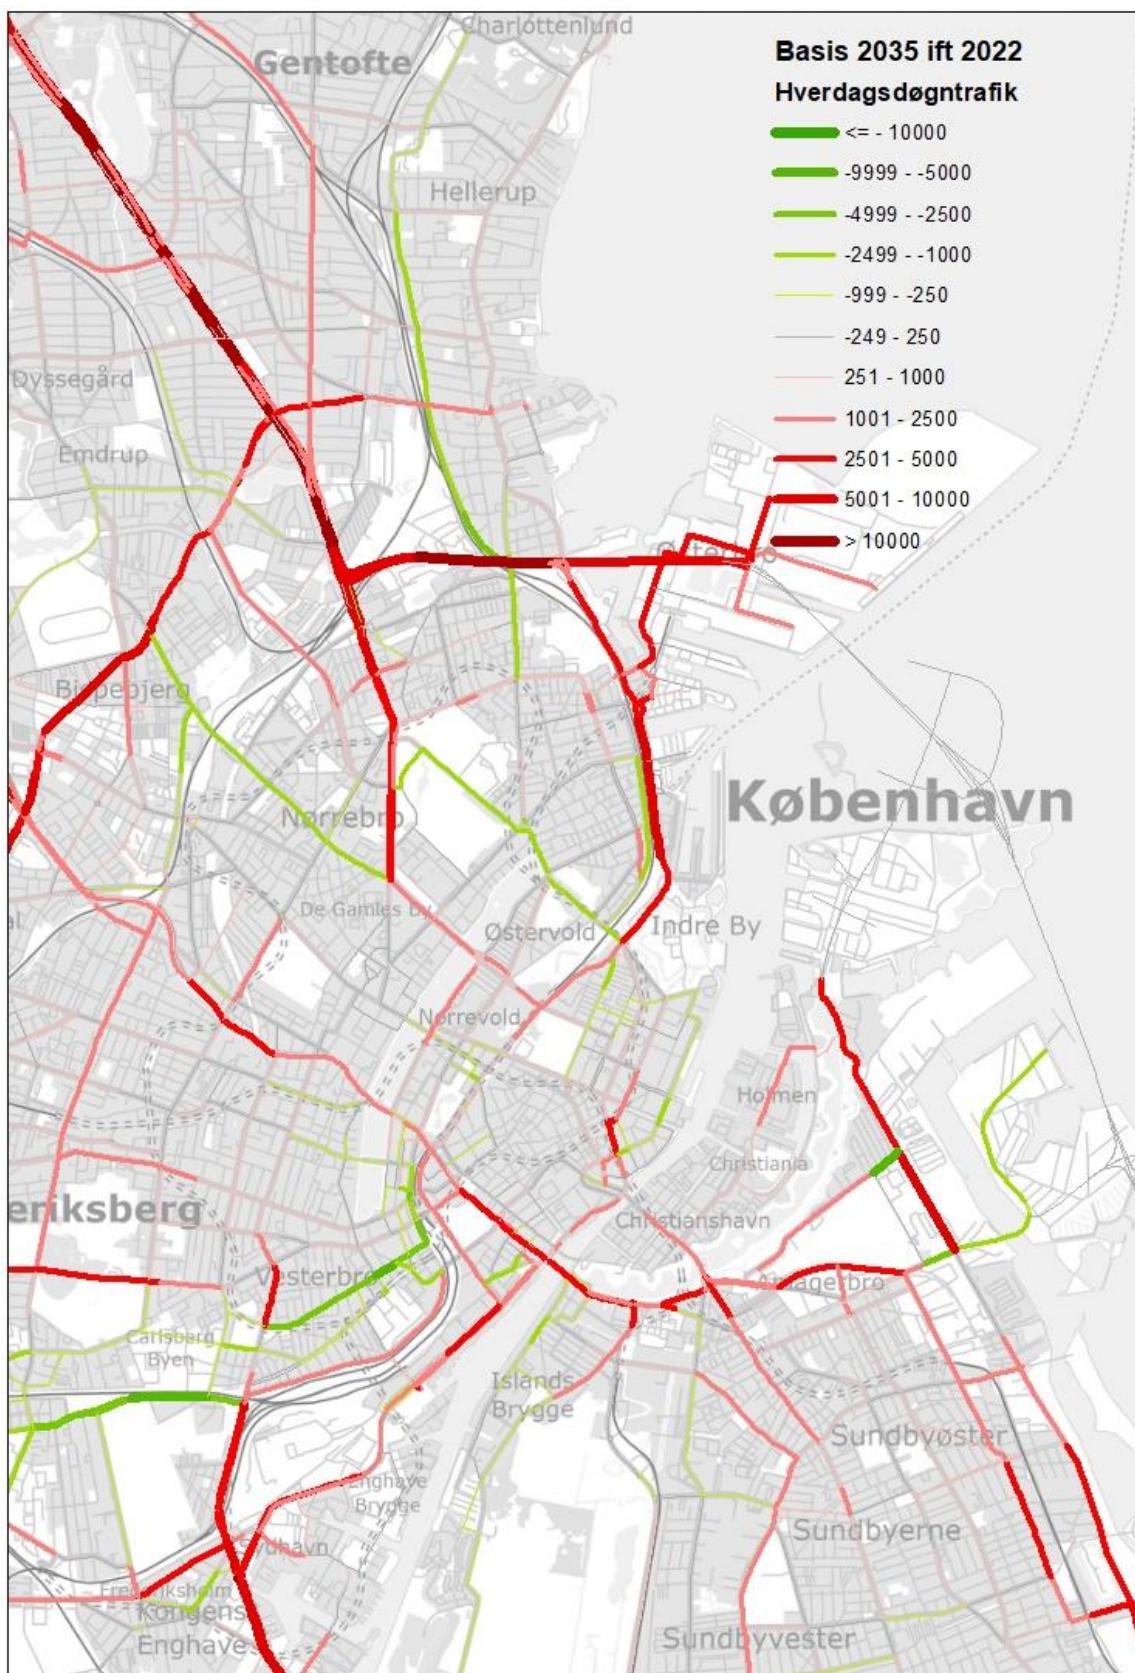 Charlottenlund
Gentofte
Basis 2035 ift 2022
Hverdagsdøgntrafik
<= - 10000
-9999 - -5000
-4999 - -2500
-2499 - -1000
-999 - -250
-249 - 250
251 - 1000
1001 - 2500
2501 - 5000
5001 - 10000
> 10000
Hellerup
Dyssegård
Emdrup
Bispebjerg
København
Nørrebro
De Gamles By
Østervold
Indre By
Nørrevold
Holmen
Christiania
eriksberg
Christianshavn
Vesterbro
Amagerbro
Carlsberg
Byen
Islands
Brygge
Sundbyøster
Enghave
Brygge
Sundbyerne
Sydhavn
Frederiksholm
Kongens
Enghave
Sundbyvester